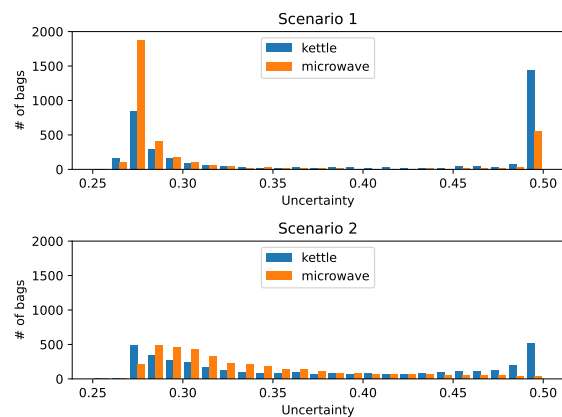 Scenario 1
2000
1500
1000
500
0
# of bags
kettle
microwave
0.25 0.30 0.35 0.40 0.45 0.50
Uncertainty
Scenario 2
2000
1500
1000
500
0
# of bags
kettle
microwave
0.25 0.30 0.35 0.40 0.45 0.50
Uncertainty